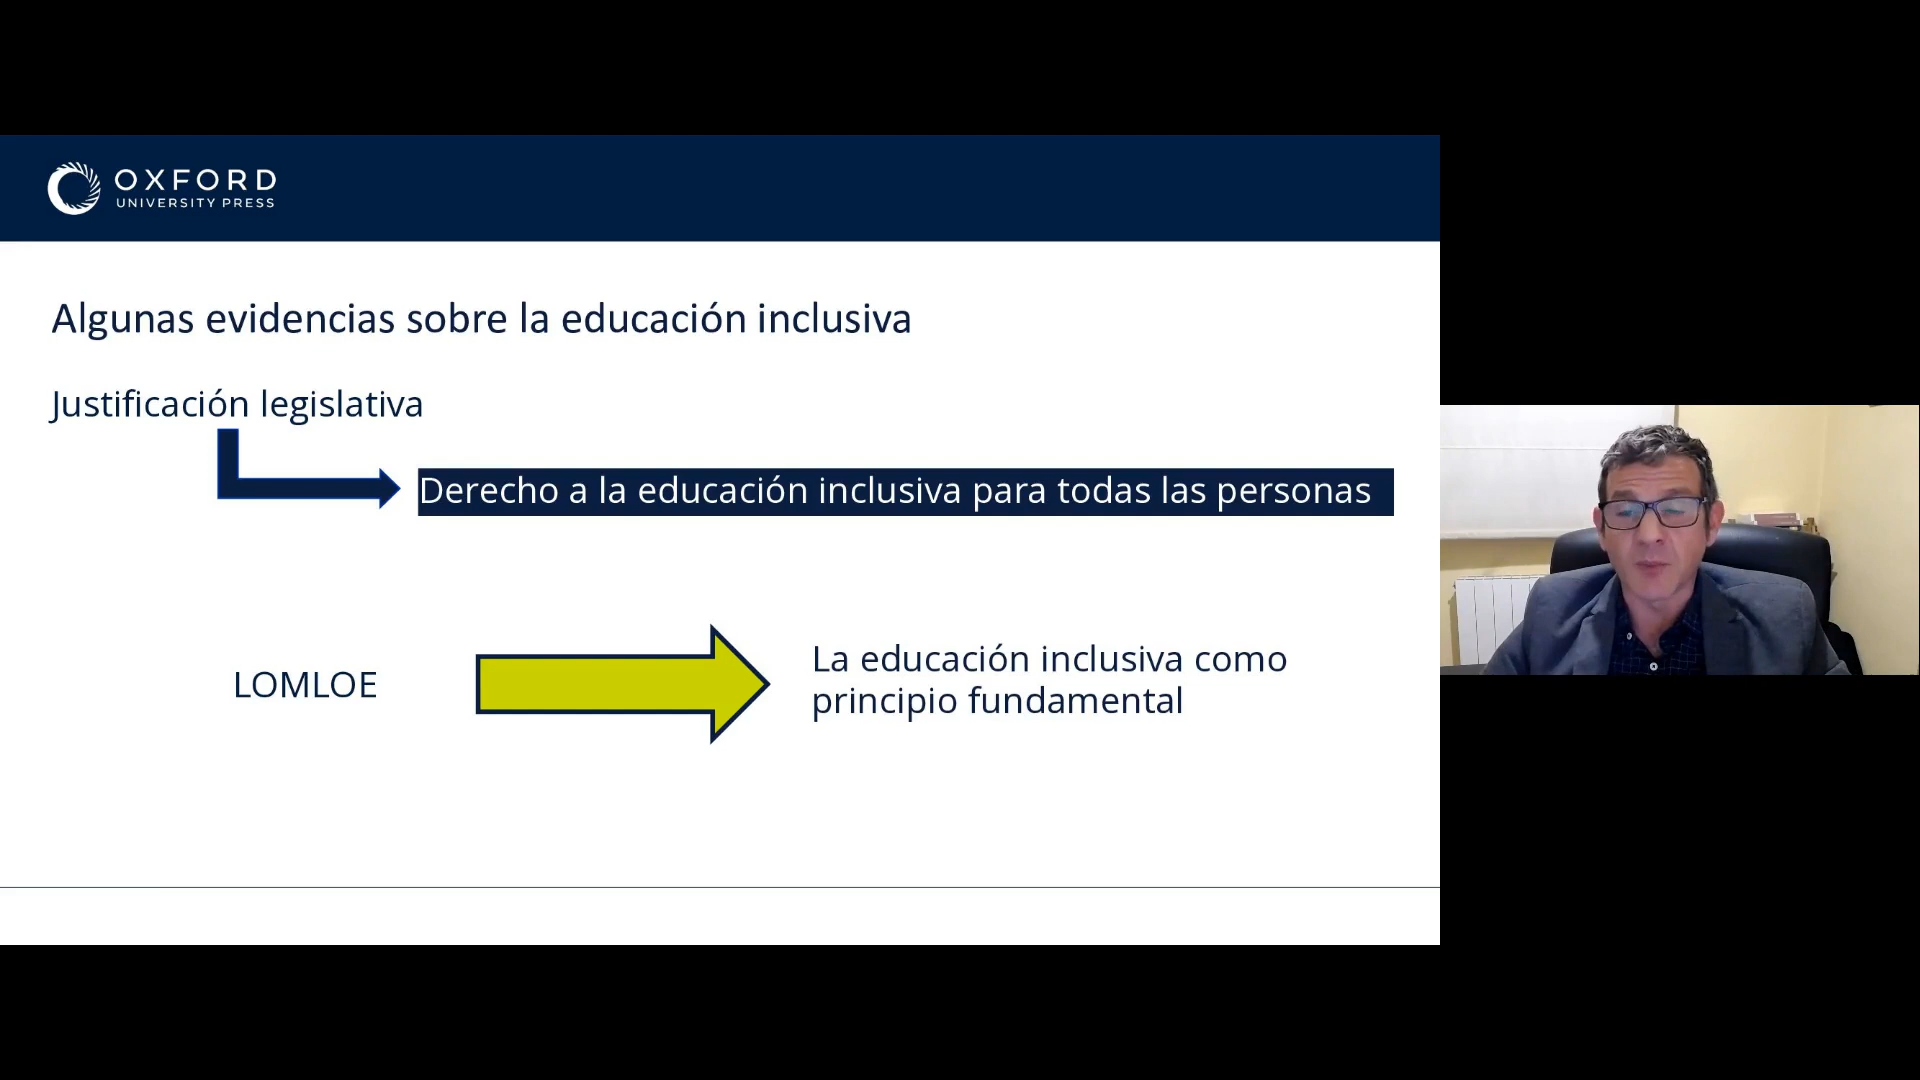 OXFORD
UNIVERSITY PRESS
Algunas evidencias sobre la educación inclusiva
Justificación legislativa
Derecho a la educación inclusiva para todas las personas
LOMLOE
La educación inclusiva como
principio fundamental